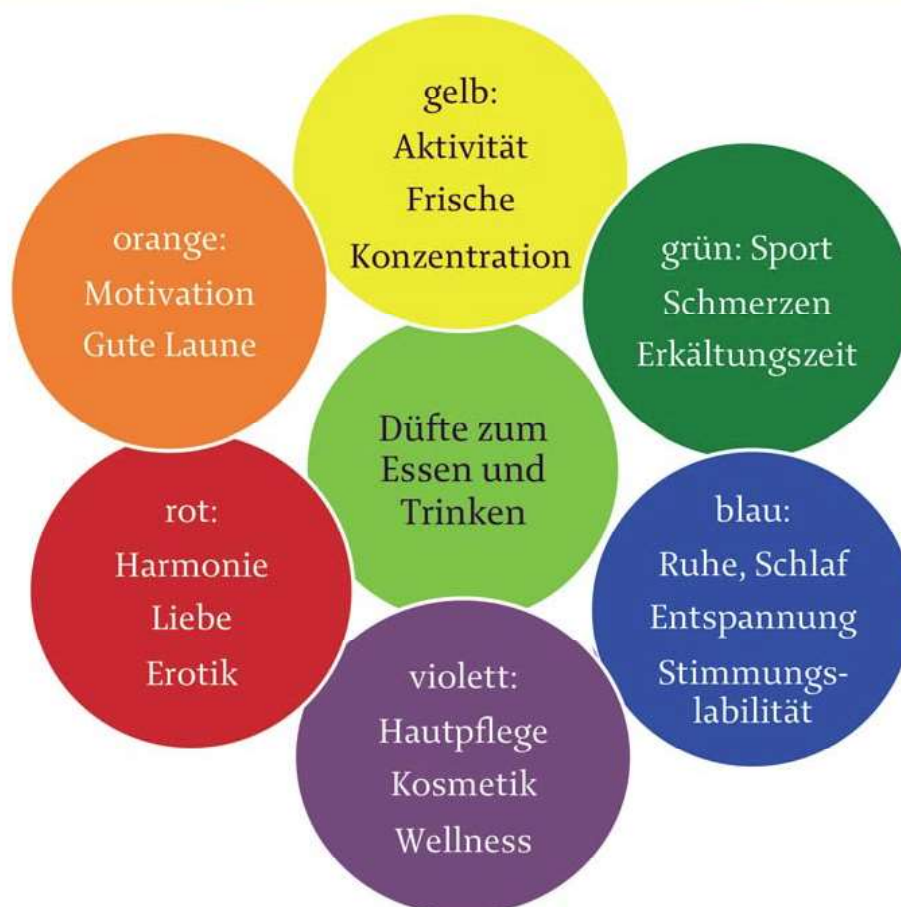 gelb:
Aktivität
Frische
Konzentration
orange:
Motivation
Gute Laune
grün: Sport
Schmerzen
Erkältungszeit
Düfte zum
Essen und
Trinken
rot:
Harmonie
Liebe
Erotik
blau:
Ruhe, Schlaf
Entspannung
Stimmungs-
labilität
violett:
Hautpflege
Kosmetik
Wellness